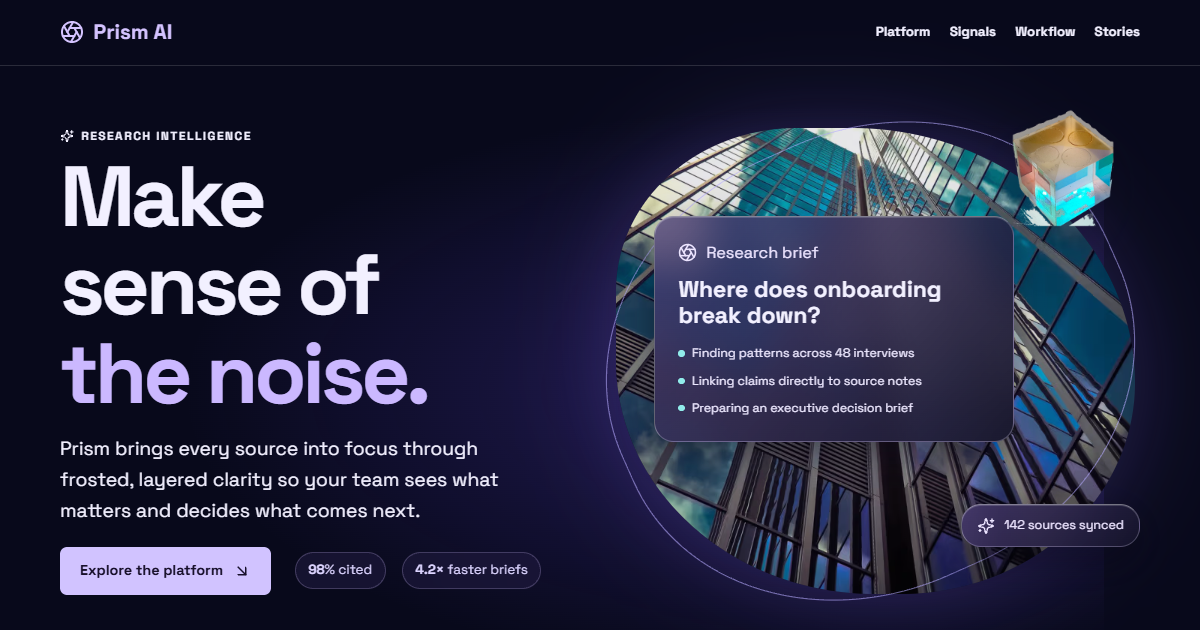 Prism AI
Platform
Signals
Workflow
Stories
RESEARCH INTELLIGENCE
Make
sense of
the noise.
Prism brings every source into focus through
frosted, layered clarity so your team sees what
matters and decides what comes next.
Explore the platform
98% cited
4.2× faster briefs
Research brief
Where does onboarding
break down?
Finding patterns across 48 interviews
Linking claims directly to source notes
Preparing an executive decision brief
142 sources synced